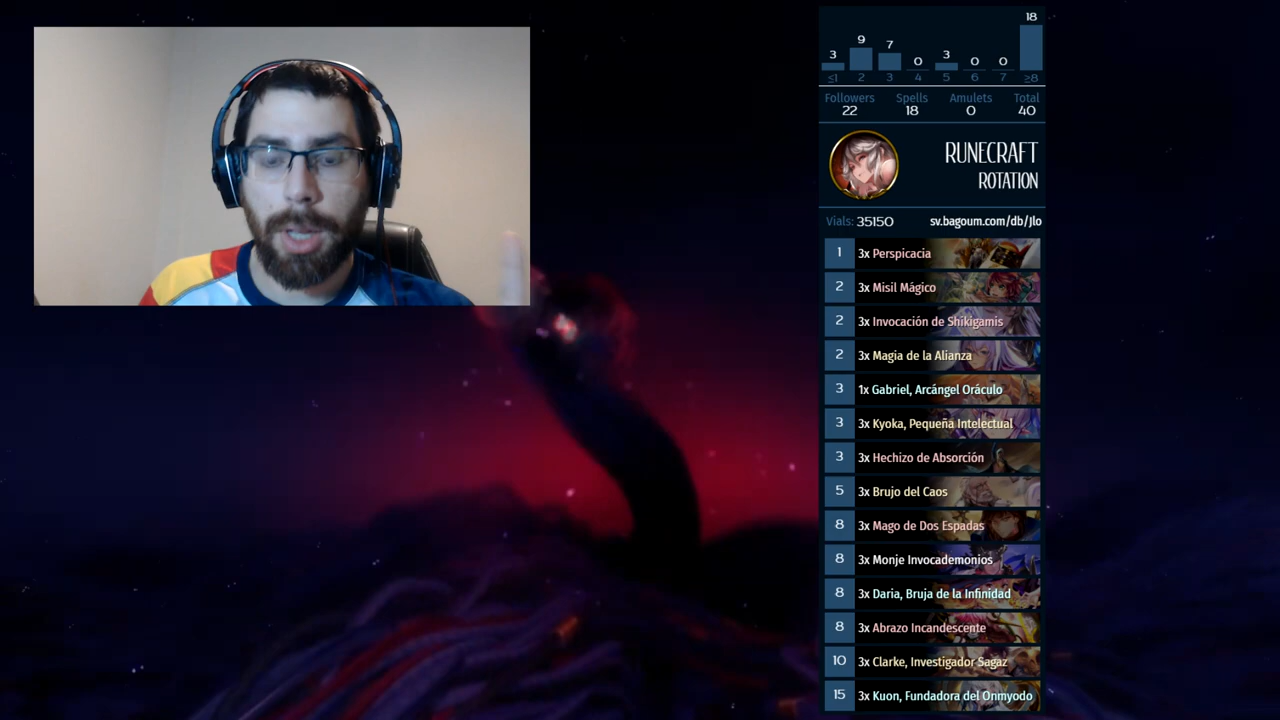 3 9 7 0 3 0 0 18
≤1 2 3 4 5 6 7 ≥8
Followers Spells Amulets Total
22 18 0 40
RUNECRAFT
ROTATION
Vials: 35150 sv.bagoum.com/db/Jlo
1 3x Perspicacia
2 3x Misil Mágico
2 3x Invocación de Shikigamis
2 3x Magia de la Alianza
3 1x Gabriel, Arcángel Oráculo
3 3x Kyoka, Pequeña Intelectual
3 3x Hechizo de Absorción
5 3x Brujo del Caos
8 3x Mago de Dos Espadas
8 3x Monje Invocademonios
8 3x Daria, Bruja de la Infinidad
8 3x Abrazo Incandescente
10 3x Clarke, Investigador Sagaz
15 3x Kuon, Fundadora del Onmyodo